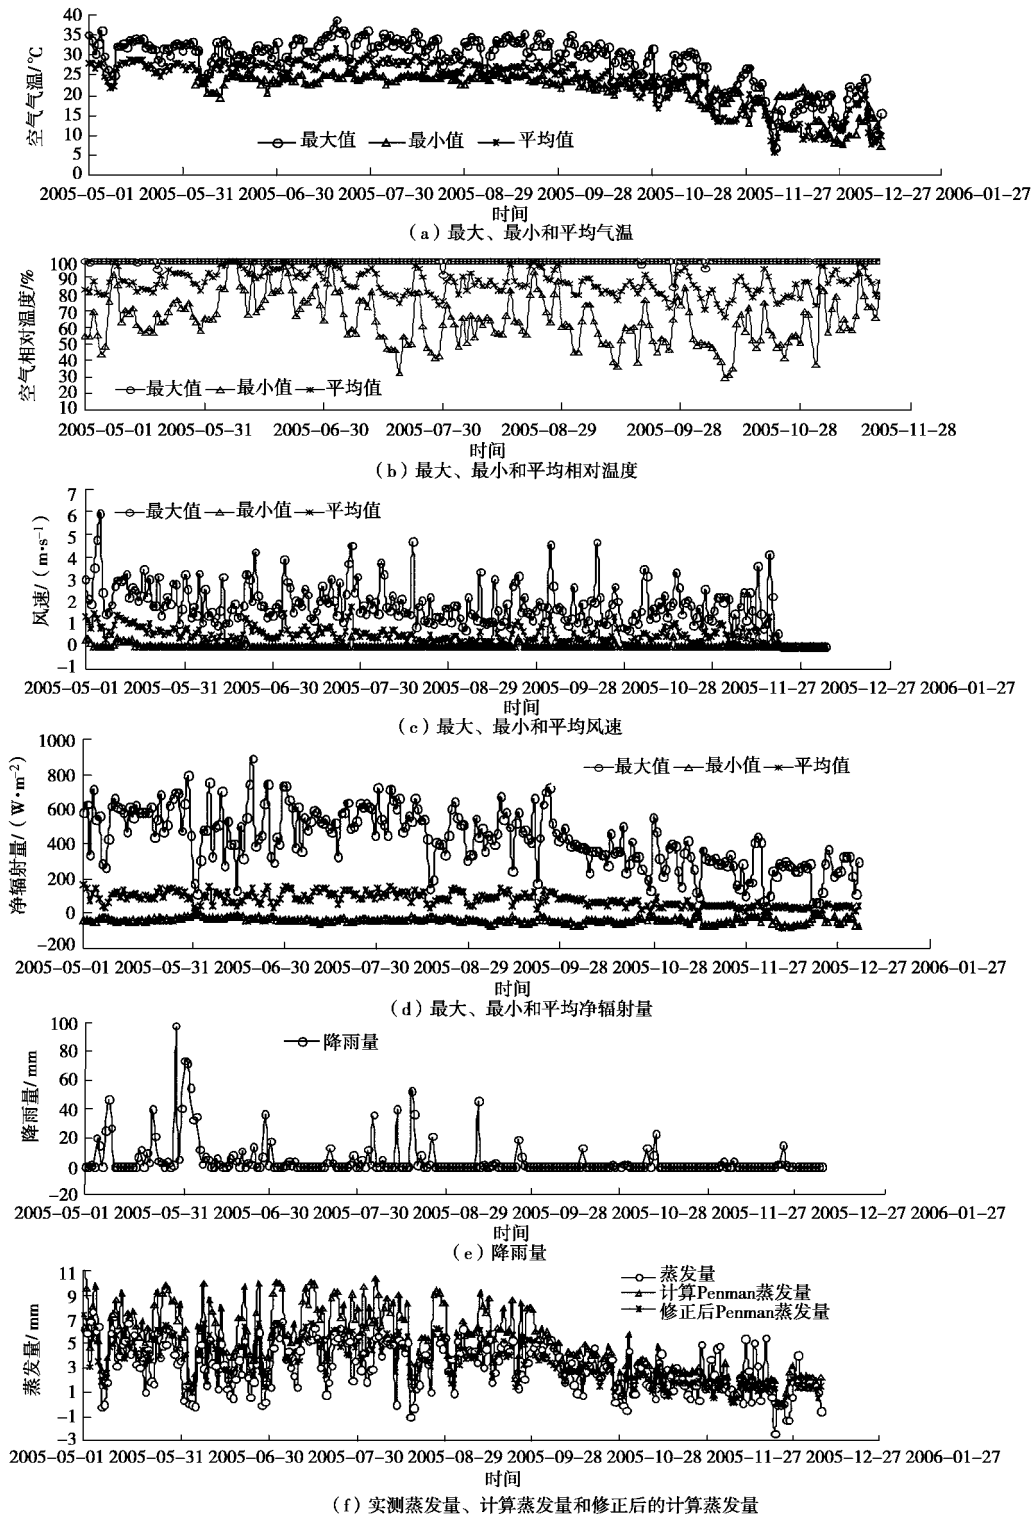 40
35
30
25
20
15
10
5
0
空气气温/℃
最大值 最小值 平均值
2005-05-01 2005-05-31 2005-06-30 2005-07-30 2005-08-29 2005-09-28 2005-10-28 2005-11-27 2005-12-27 2006-01-27
时间
(a)最大、最小和平均气温
100
90
80
70
60
50
40
30
20
10
空气相对温度/%
最大值 最小值 平均值
2005-05-01 2005-05-31 2005-06-30 2005-07-30 2005-08-29 2005-09-28 2005-10-28 2005-11-28
时间
(b)最大、最小和平均相对温度
7
6
5
4
3
2
1
0
-1
风速/(m·s⁻¹)
最大值 最小值 平均值
2005-05-01 2005-05-31 2005-06-30 2005-07-30 2005-08-29 2005-09-28 2005-10-28 2005-11-27 2005-12-27 2006-01-27
时间
(c)最大、最小和平均风速
1000
800
600
400
200
0
-200
净辐射量/(W·m⁻²)
最大值 最小值 平均值
2005-05-01 2005-05-31 2005-06-30 2005-07-30 2005-08-29 2005-09-28 2005-10-28 2005-11-27 2005-12-27 2006-01-27
时间
(d)最大、最小和平均净辐射量
100
80
60
40
20
0
-20
降雨量/mm
降雨量
2005-05-01 2005-05-31 2005-06-30 2005-07-30 2005-08-29 2005-09-28 2005-10-28 2005-11-27 2005-12-27 2006-01-27
时间
(e)降雨量
11
9
7
5
3
1
-1
-3
蒸发量/mm
蒸发量
计算Penman蒸发量
修正后Penman蒸发量
2005-05-01 2005-05-31 2005-06-30 2005-07-30 2005-08-29 2005-09-28 2005-10-28 2005-11-27 2005-12-27 2006-01-27
时间
(f)实测蒸发量、计算蒸发量和修正后的计算蒸发量